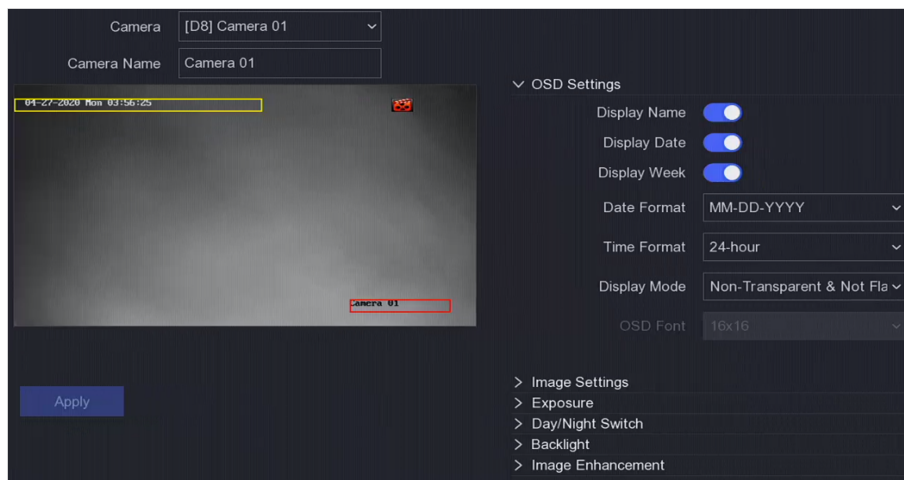 Camera [D8] Camera 01
Camera Name Camera 01
04-27-2020 Mon 03:56:25
Camera 01
Apply
OSD Settings
Display Name
Display Date
Display Week
Date Format MM-DD-YYYY
Time Format 24-hour
Display Mode Non-Transparent & Not Fla
OSD Font 16x16
Image Settings
Exposure
Day/Night Switch
Backlight
Image Enhancement